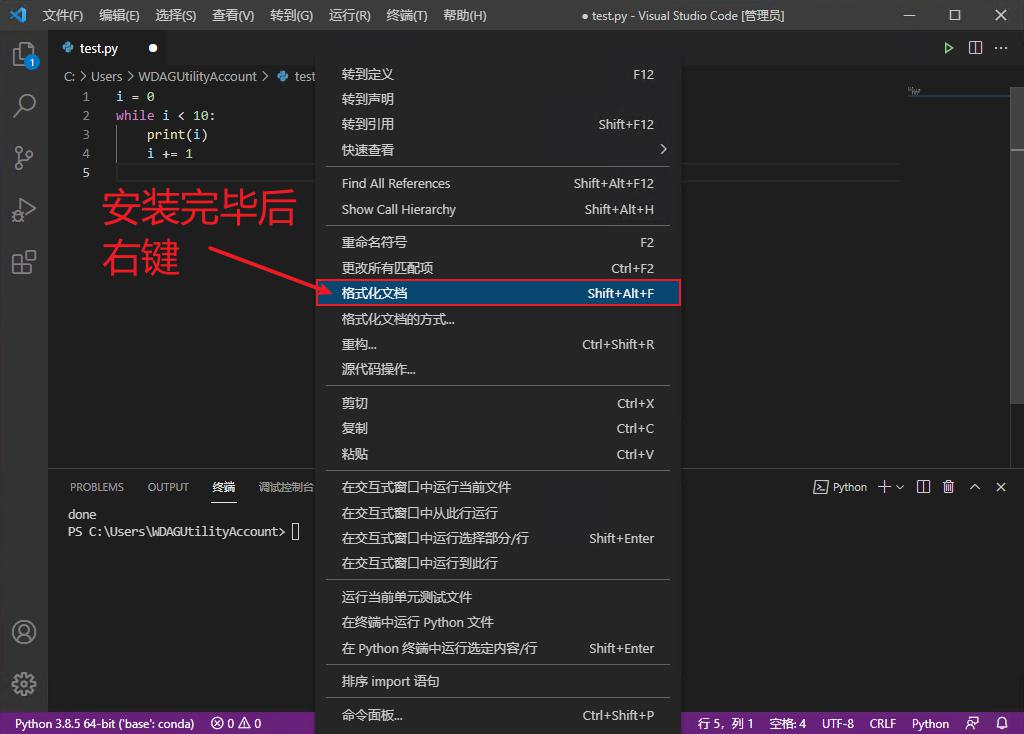 文件(F) 编辑(E) 选择(S) 查看(V) 转到(G) 运行(R) 终端(T) 帮助(H) ● test.py - Visual Studio Code [管理员]
1
test.py ●
C: > Users > WDAGUtilityAccount > test
1 i = 0
2 while i < 10:
3 print(i)
4 i += 1
5
安装完毕后
右键
转到定义 F12
转到声明
转到引用 Shift+F12
快速查看 >
Find All References Shift+Alt+F12
Show Call Hierarchy Shift+Alt+H
重命名符号 F2
更改所有匹配项 Ctrl+F2
格式化文档 Shift+Alt+F
格式化文档的方式...
重构... Ctrl+Shift+R
源代码操作...
剪切 Ctrl+X
复制 Ctrl+C
粘贴 Ctrl+V
在交互式窗口中运行当前文件
在交互式窗口中从此行运行
在交互式窗口中运行选择部分/行 Shift+Enter
在交互式窗口中运行到此行
运行当前单元测试文件
在终端中运行 Python 文件
在 Python 终端中运行选定内容/行 Shift+Enter
排序 import 语句
命令面板... Ctrl+Shift+P
PROBLEMS OUTPUT 终端 调试控制台 Python
done
PS C:\Users\WDAGUtilityAccount>
Python 3.8.5 64-bit ('base': conda) 0 0 行 5，列 1 空格: 4 UTF-8 CRLF Python